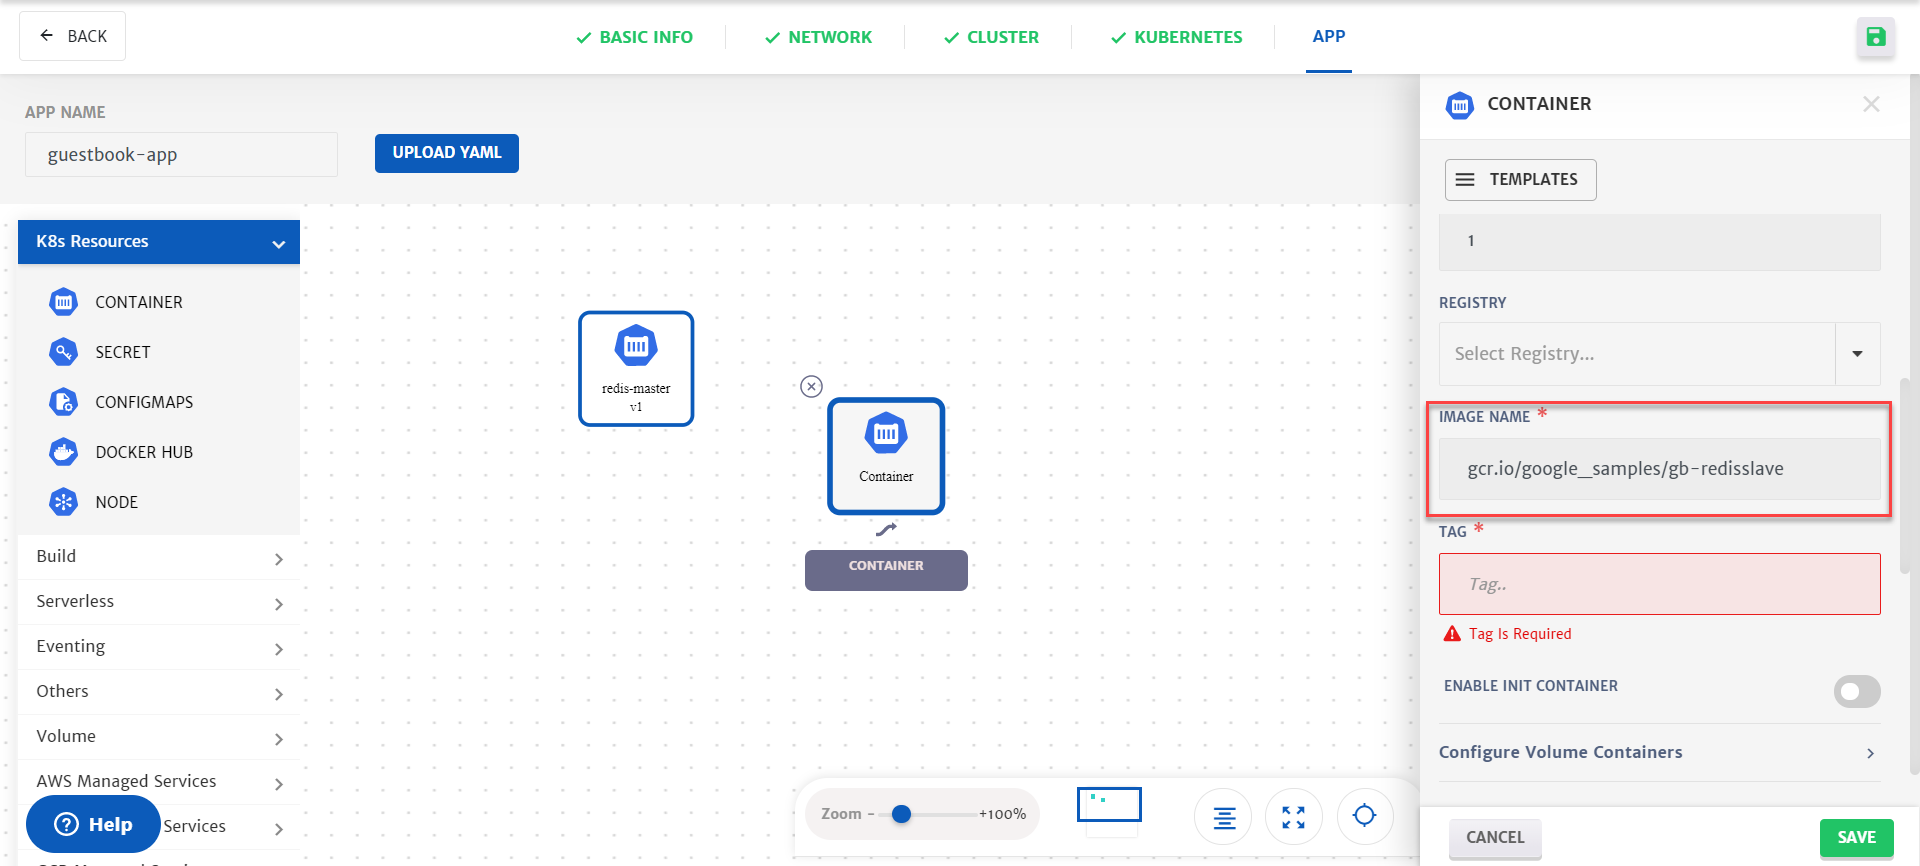 BACK
BASIC INFO
NETWORK
CLUSTER
KUBERNETES
APP
APP NAME
guestbook-app
UPLOAD YAML
K8s Resources
CONTAINER
SECRET
CONFIGMAPS
DOCKER HUB
NODE
Build
Serverless
Eventing
Others
Volume
AWS Managed Services
Services
Help
redis-master
v1
Container
CONTAINER
Zoom - +100%
CONTAINER
TEMPLATES
1
REGISTRY
Select Registry...
IMAGE NAME *
gcr.io/google_samples/gb-redisslave
TAG *
Tag..
Tag Is Required
ENABLE INIT CONTAINER
Configure Volume Containers
CANCEL
SAVE